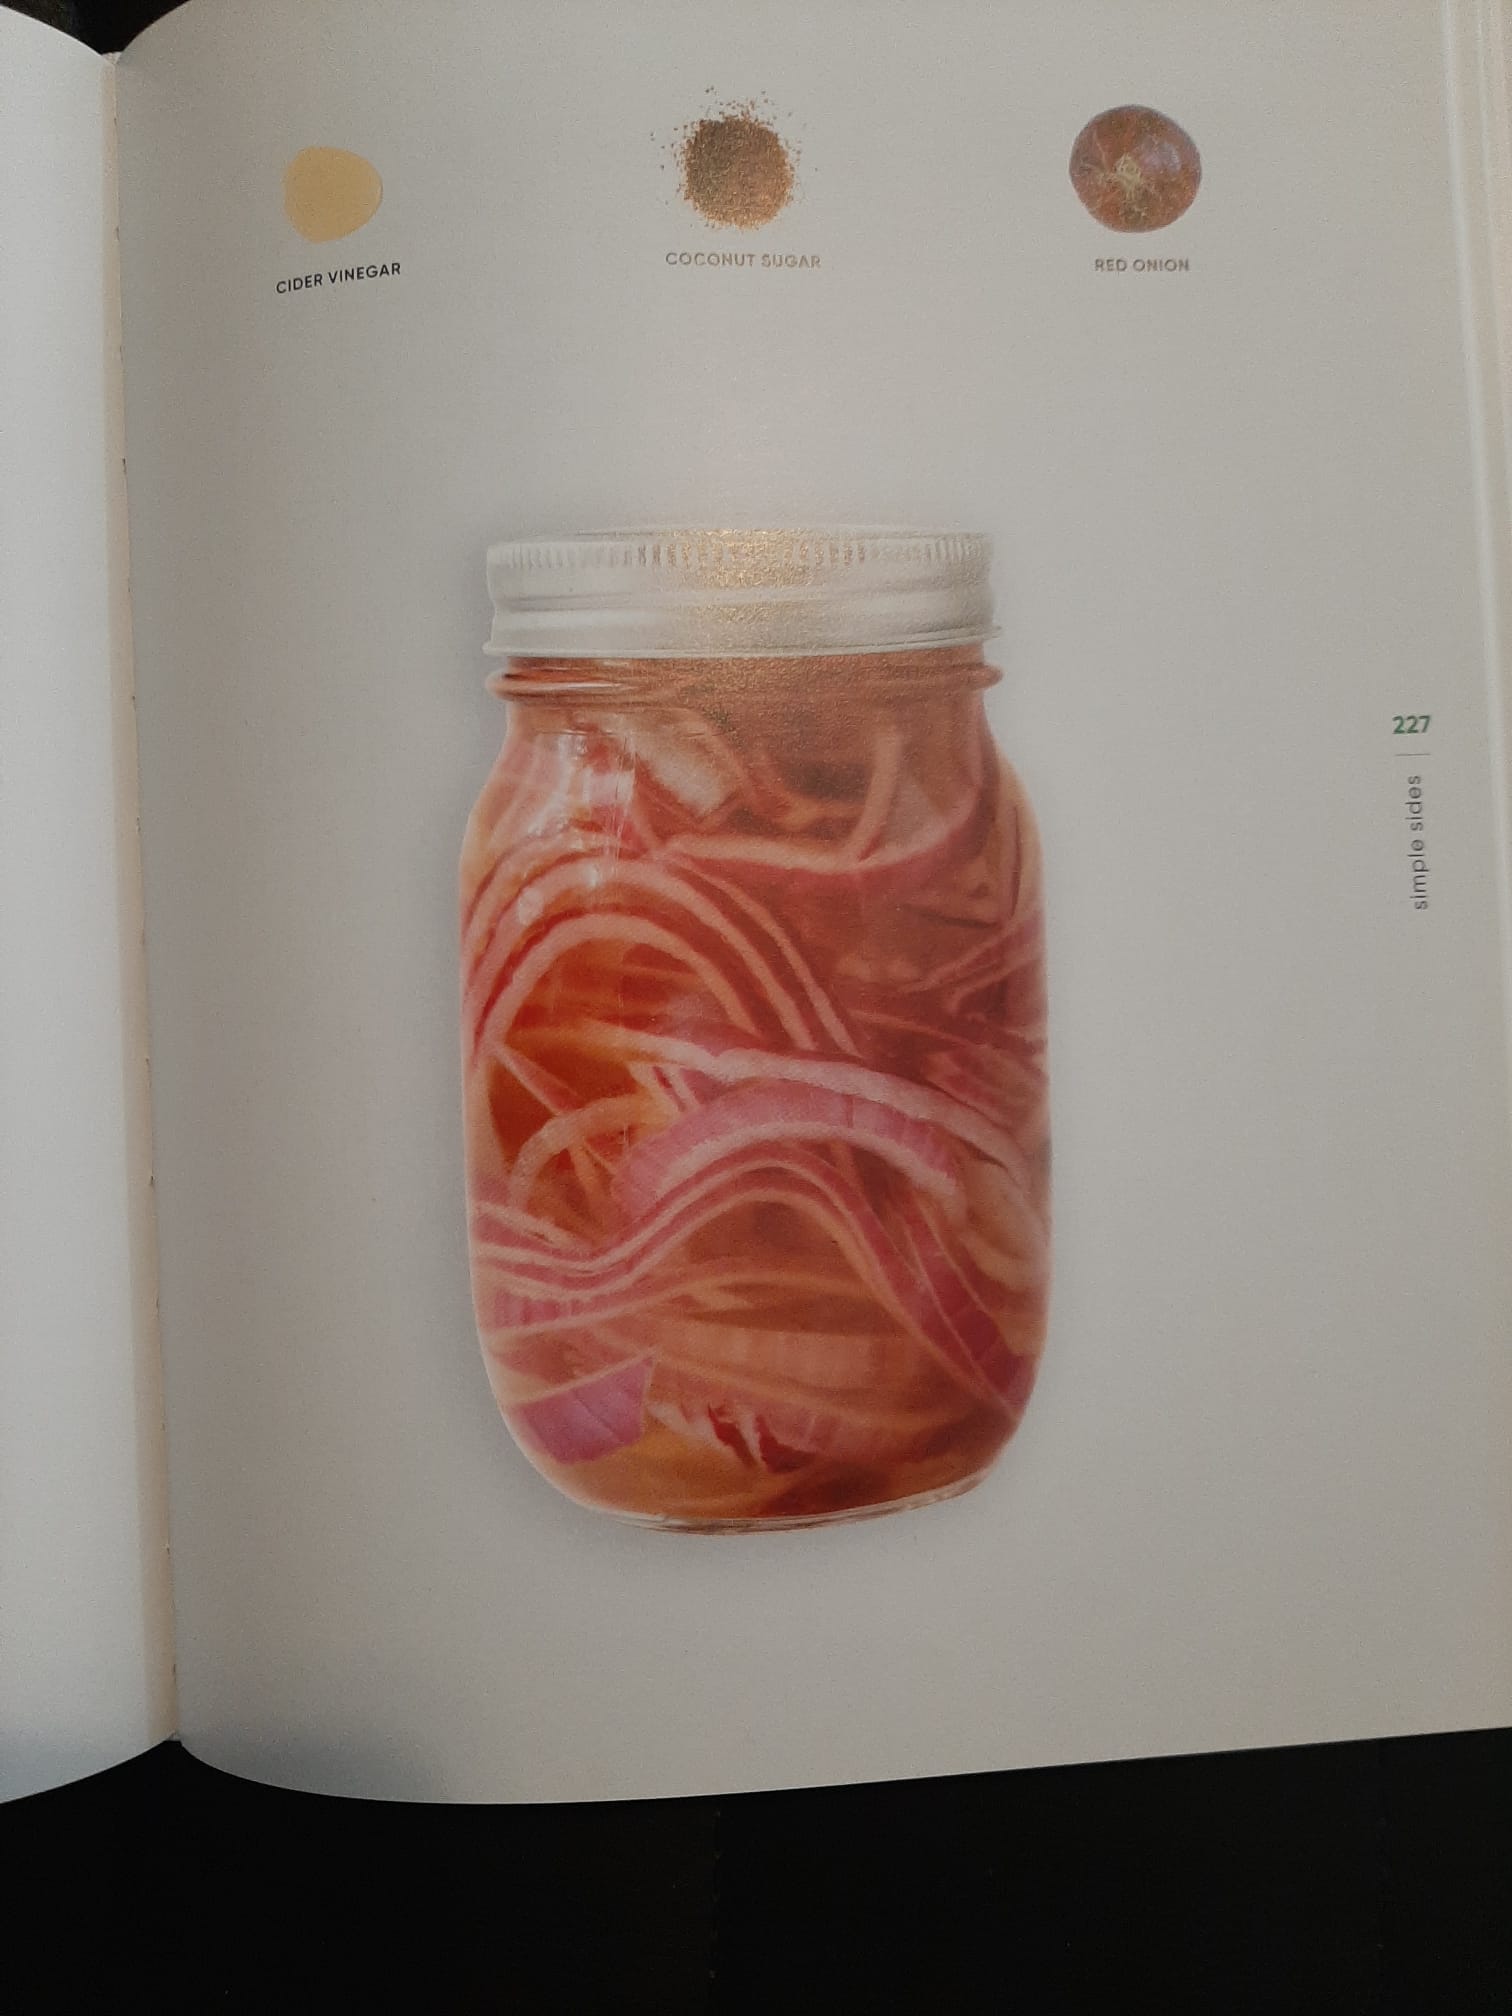 CIDER VINEGAR
COCONUT SUGAR
RED ONION
227
simple sides